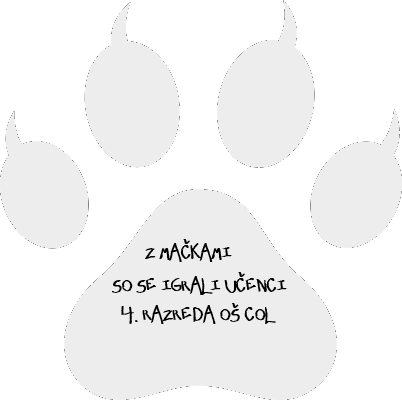 Z MAČKAMI
SO SE IGRALI UČENCI
4. RAZREDA OŠ COL